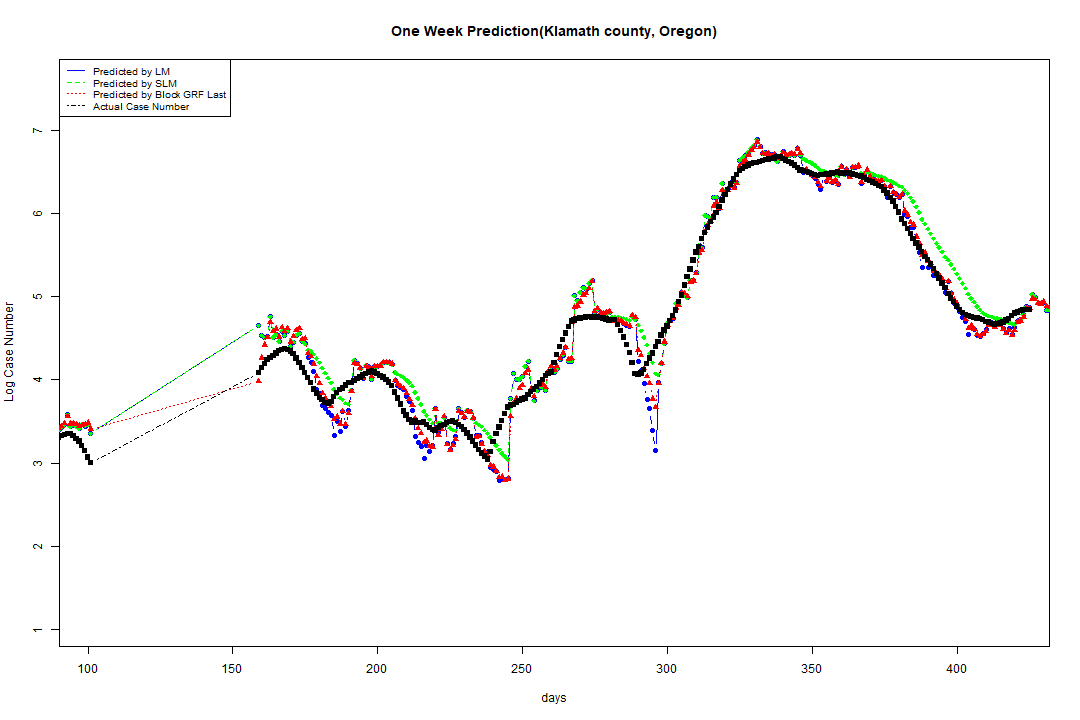 One Week Prediction(Klamath county, Oregon)
Predicted by LM
Predicted by SLM
Predicted by Block GRF Last
Actual Case Number
7
6
5
4
3
2
1
Log Case Number
100 150 200 250 300 350 400
days